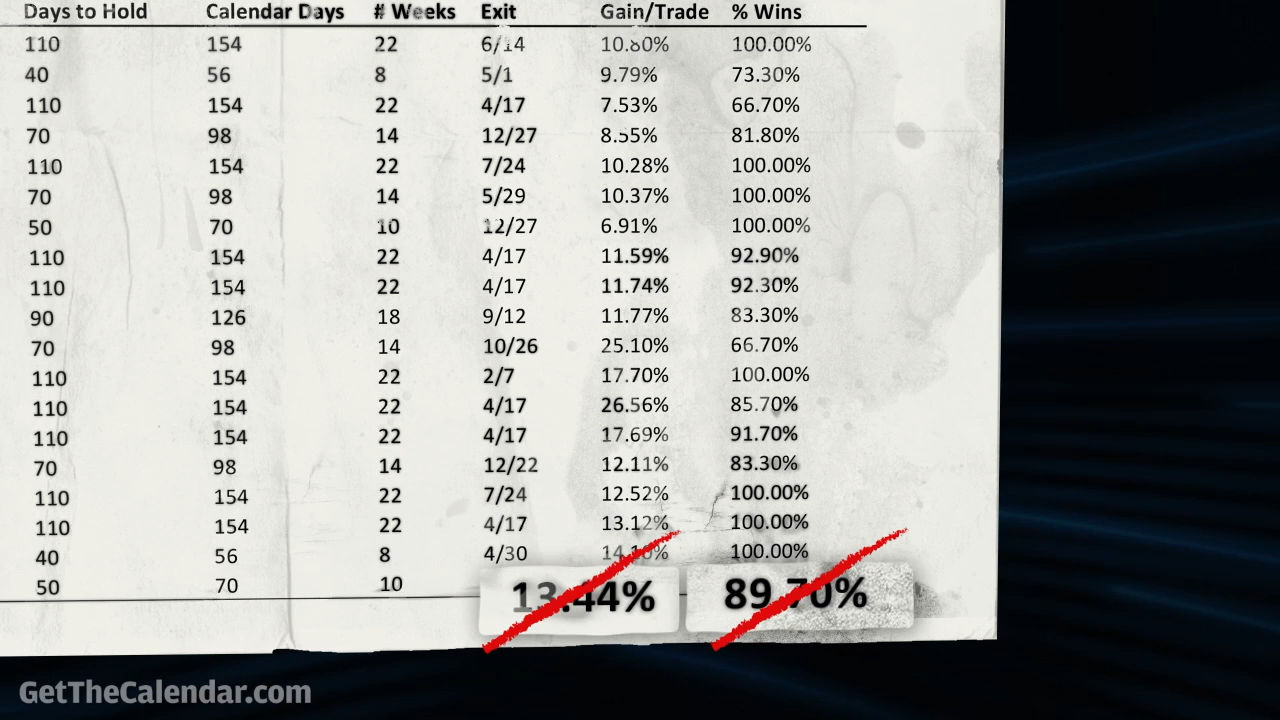 Days to Hold Calendar Days # Weeks Exit Gain/Trade % Wins
110 154 22 6/14 10.80% 100.00%
40 56 8 5/1 9.79% 73.30%
110 154 22 4/17 7.53% 66.70%
70 98 14 12/27 8.55% 81.80%
110 154 22 7/24 10.28% 100.00%
70 98 14 5/29 10.37% 100.00%
50 70 10 12/27 6.91% 100.00%
110 154 22 4/17 11.59% 92.90%
110 154 22 4/17 11.74% 92.30%
90 126 18 9/12 11.77% 83.30%
70 98 14 10/26 25.10% 66.70%
110 154 22 2/7 17.70% 100.00%
110 154 22 4/17 26.56% 85.70%
110 154 22 4/17 17.69% 91.70%
70 98 14 12/22 12.11% 83.30%
110 154 22 7/24 12.52% 100.00%
110 154 22 4/17 13.12% 100.00%
40 56 8 4/30 100.00%
50 70 10 13.44% 89.70%
GetTheCalendar.com